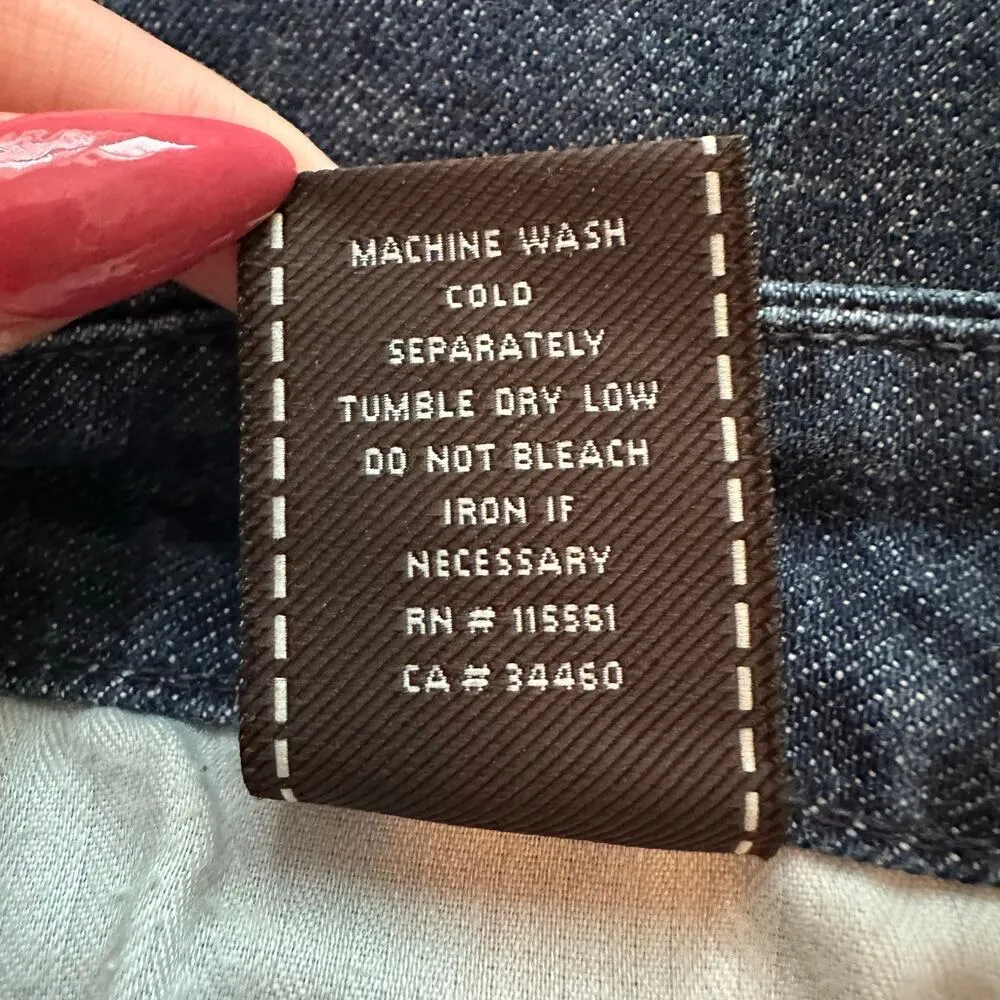 MACHINE WASH
COLD
SEPARATELY
TUMBLE DRY LOW
DO NOT BLEACH
IRON IF
NECESSARY
RN # 115561
CA # 34460